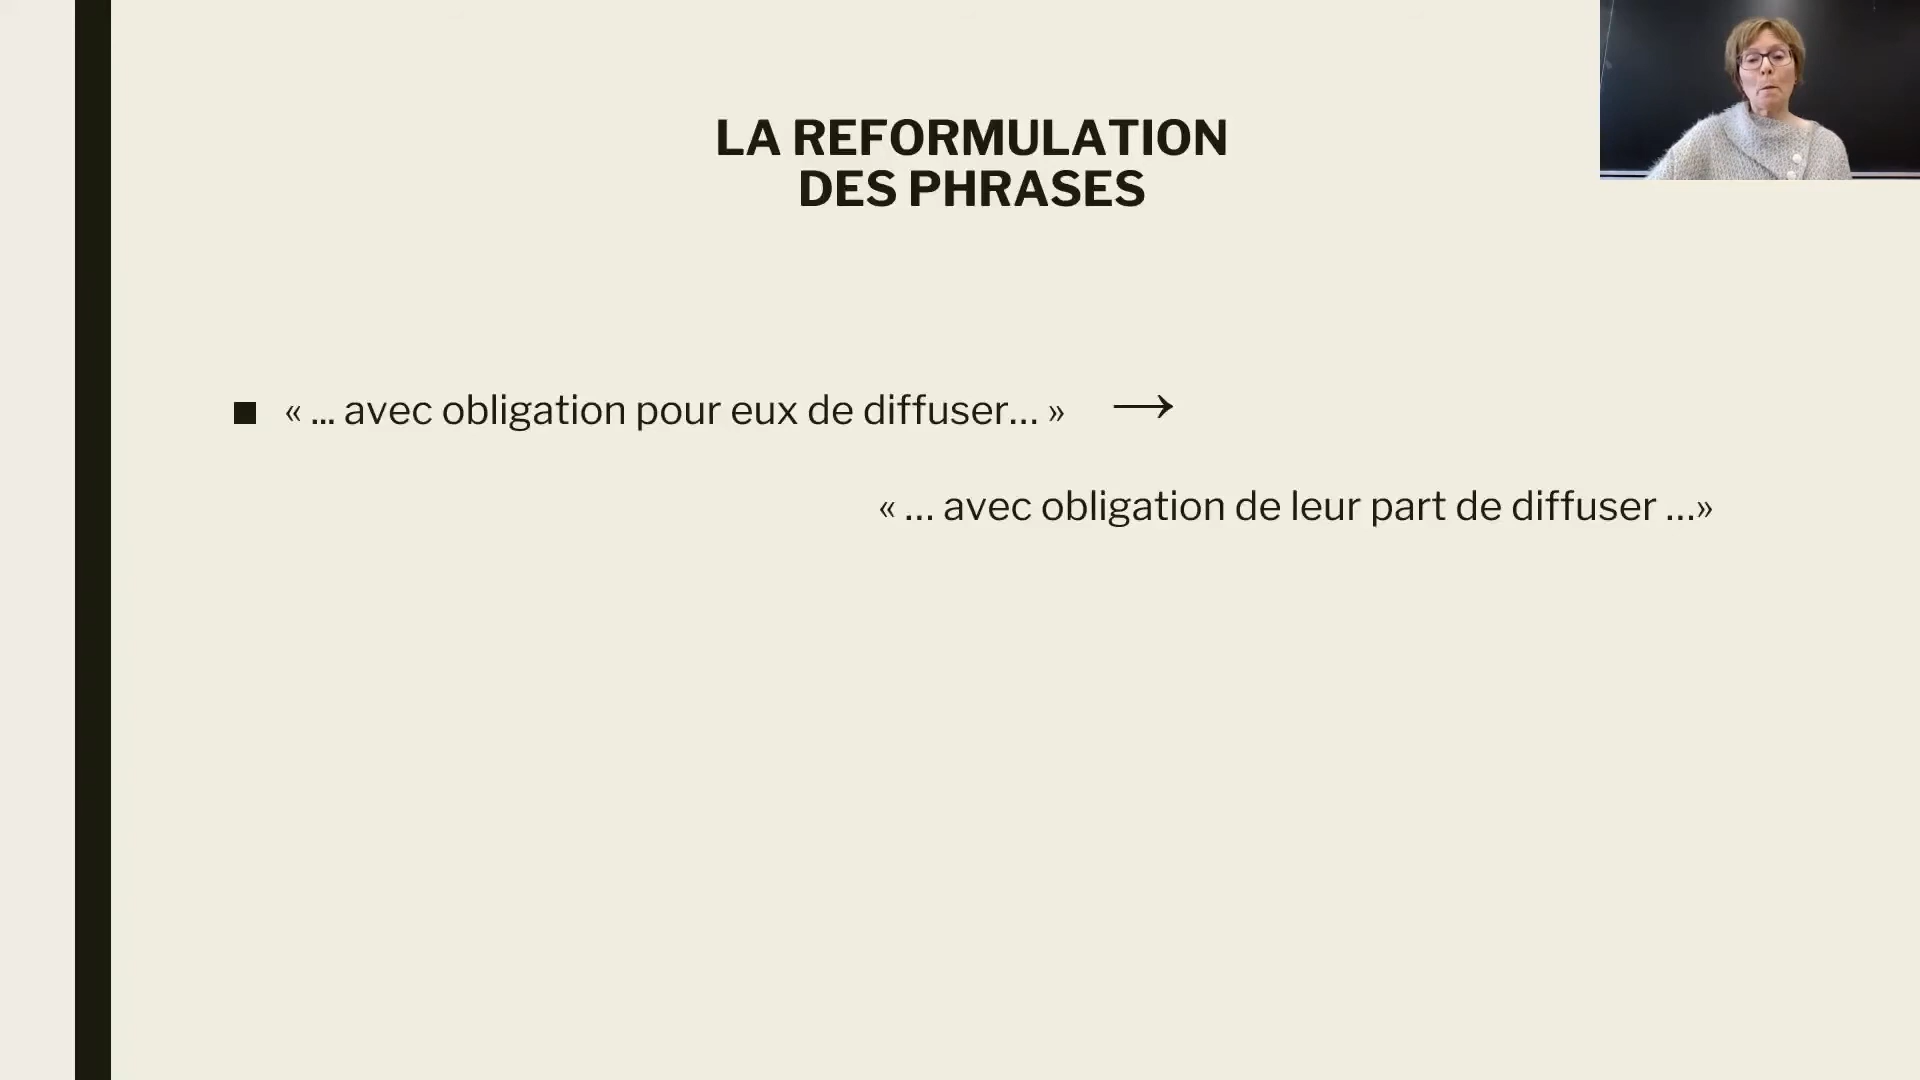 LA REFORMULATION
DES PHRASES
■ « ... avec obligation pour eux de diffuser… » →
« … avec obligation de leur part de diffuser …»